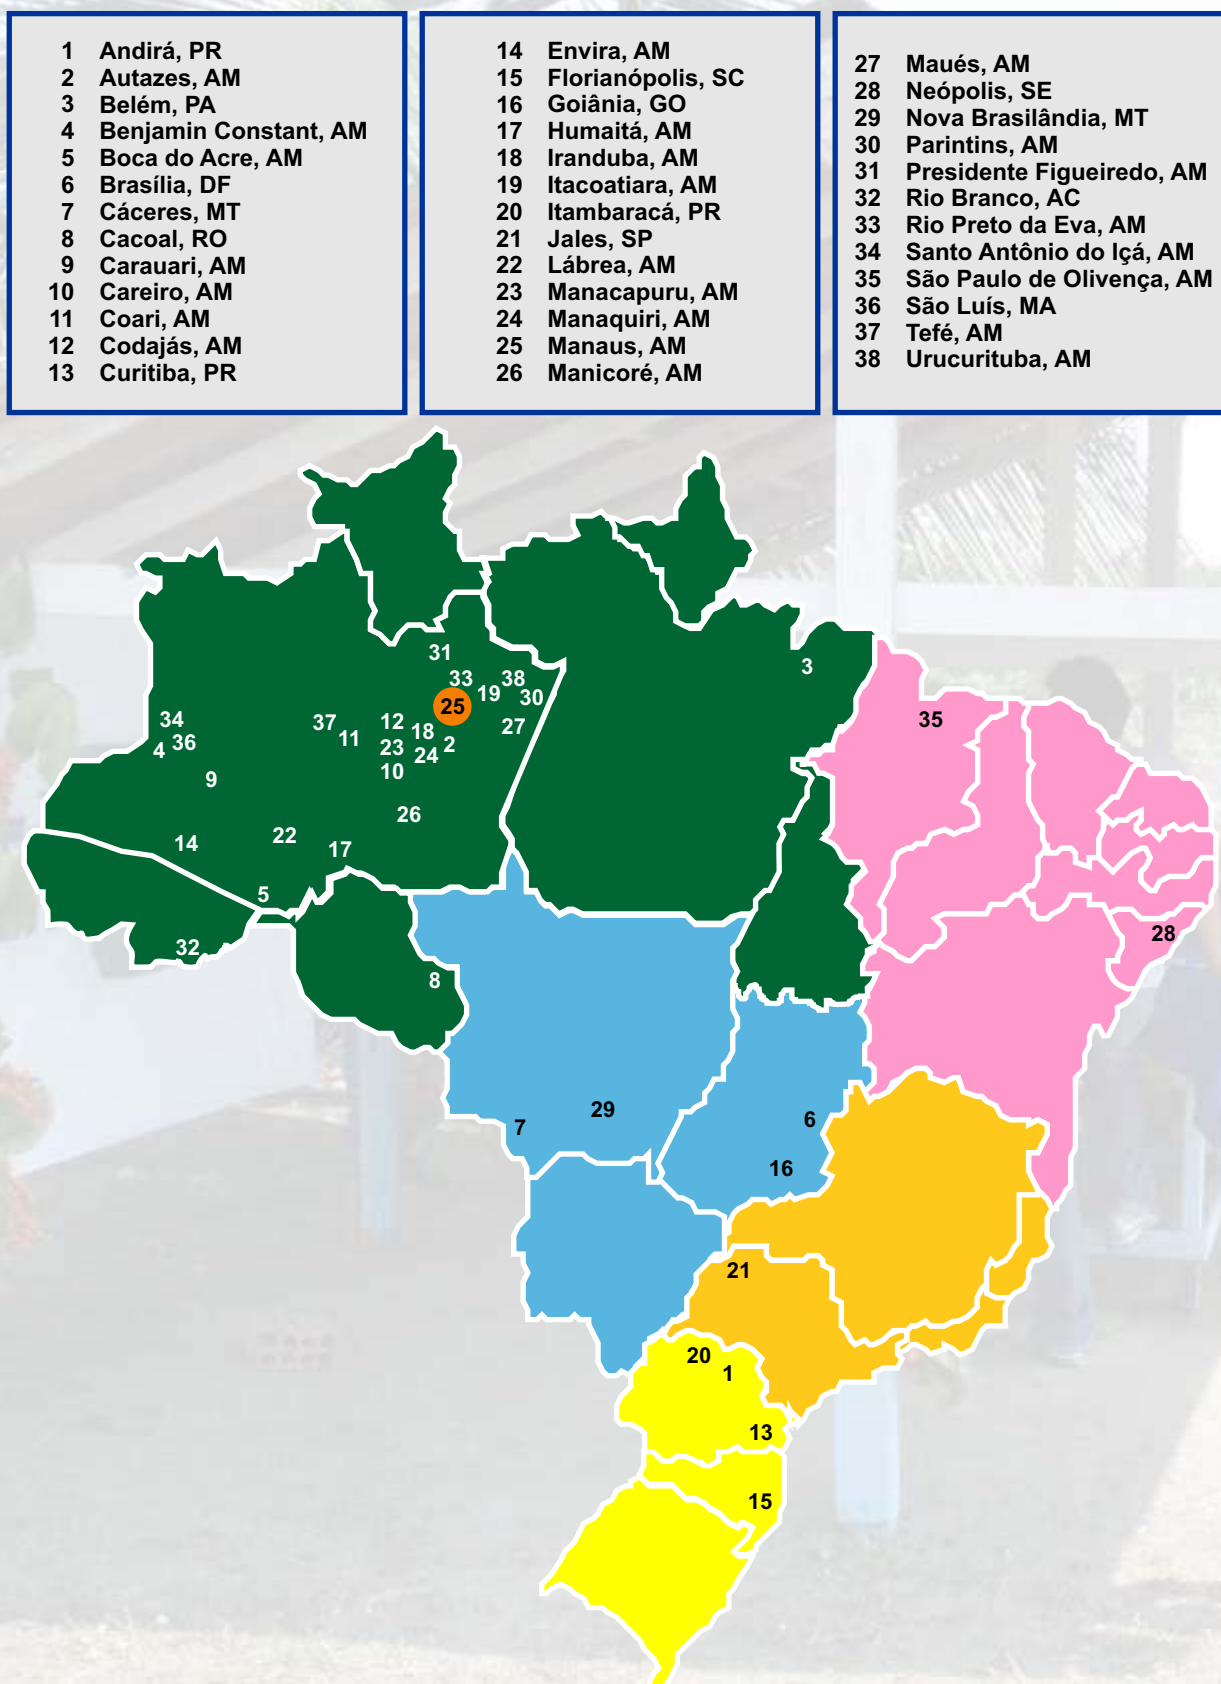 1 Andirá, PR
2 Autazes, AM
3 Belém, PA
4 Benjamin Constant, AM
5 Boca do Acre, AM
6 Brasília, DF
7 Cáceres, MT
8 Cacoal, RO
9 Carauari, AM
10 Careiro, AM
11 Coari, AM
12 Codajás, AM
13 Curitiba, PR
14 Envira, AM
15 Florianópolis, SC
16 Goiânia, GO
17 Humaitá, AM
18 Iranduba, AM
19 Itacoatiara, AM
20 Itambaracá, PR
21 Jales, SP
22 Lábrea, AM
23 Manacapuru, AM
24 Manaquiri, AM
25 Manaus, AM
26 Manicoré, AM
27 Maués, AM
28 Neópolis, SE
29 Nova Brasilândia, MT
30 Parintins, AM
31 Presidente Figueiredo, AM
32 Rio Branco, AC
33 Rio Preto da Eva, AM
34 Santo Antônio do Içá, AM
35 São Paulo de Olivença, AM
36 São Luís, MA
37 Tefé, AM
38 Urucurituba, AM
31
3
33 38
19 30
25
34 37 12 35
18 27
4 36 11 23 24 2
10
9
26
14 22 17
5
32 28
8
29
7 6
16
21
20
1
13
15